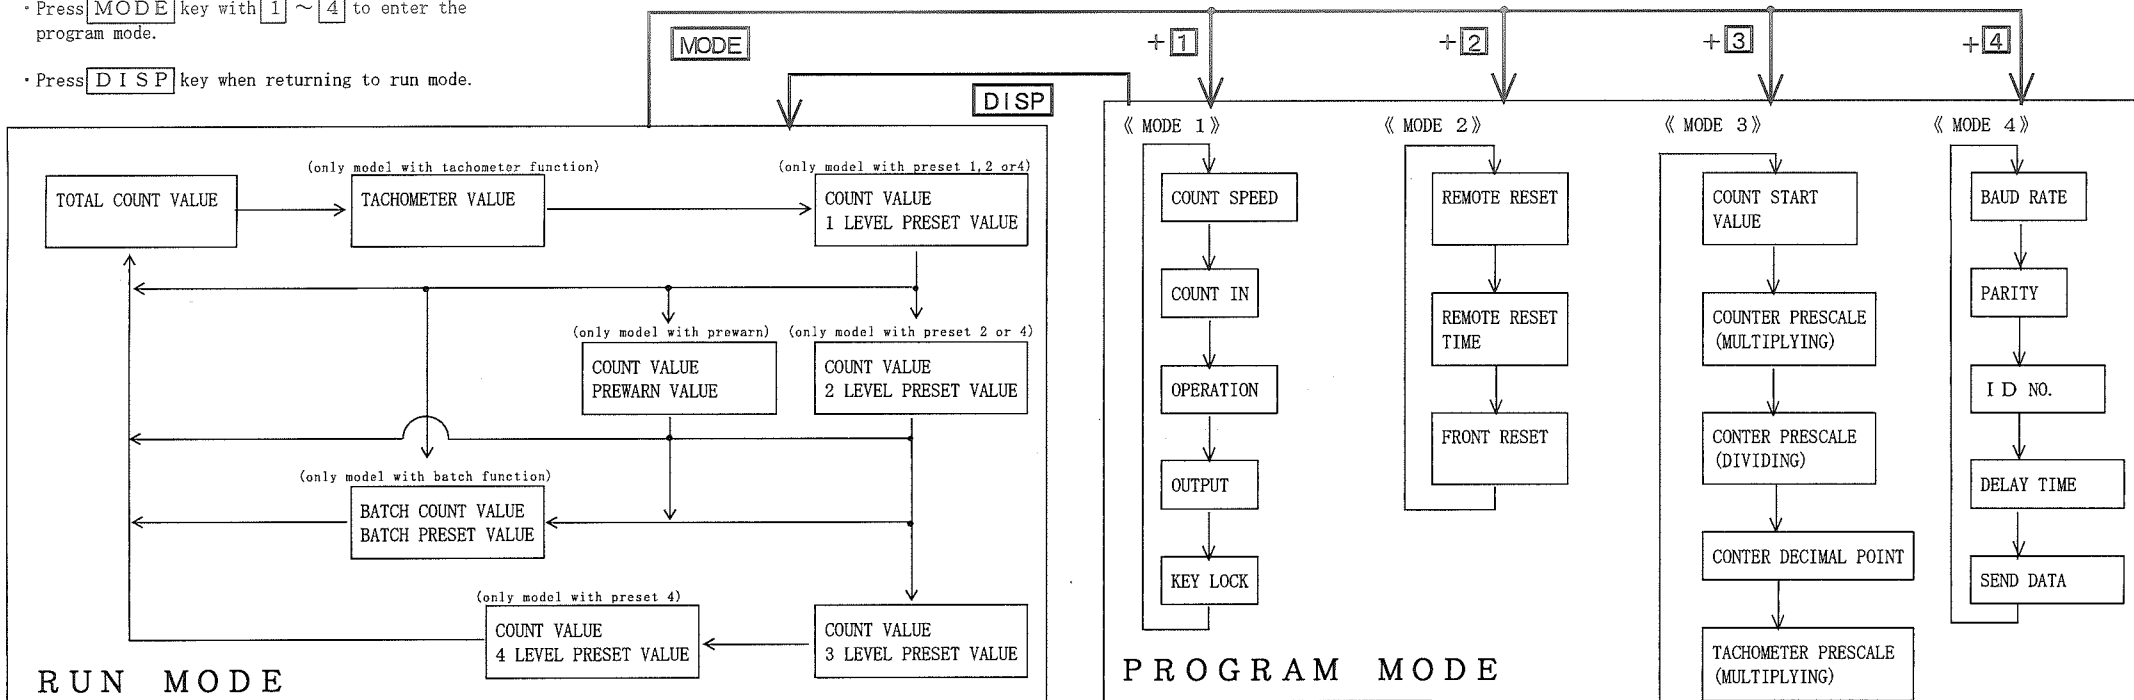 ・Press MODE key with 1 ～ 4 to enter the
program mode.
・Press DISP key when returning to run mode.
MODE
+1
+2
+3
+4
DISP
(only model with tachometer function)
(only model with preset 1,2 or4)
TOTAL COUNT VALUE
TACHOMETER VALUE
COUNT VALUE
1 LEVEL PRESET VALUE
(only model with prewarn)
(only model with preset 2 or 4)
COUNT VALUE
PREWARN VALUE
COUNT VALUE
2 LEVEL PRESET VALUE
(only model with batch function)
BATCH COUNT VALUE
BATCH PRESET VALUE
(only model with preset 4)
COUNT VALUE
4 LEVEL PRESET VALUE
COUNT VALUE
3 LEVEL PRESET VALUE
RUN MODE
《 MODE 1》
COUNT SPEED
COUNT IN
OPERATION
OUTPUT
KEY LOCK
《 MODE 2》
REMOTE RESET
REMOTE RESET
TIME
FRONT RESET
《 MODE 3》
COUNT START
VALUE
COUNTER PRESCALE
(MULTIPLYING)
CONTER PRESCALE
(DIVIDING)
CONTER DECIMAL POINT
TACHOMETER PRESCALE
(MULTIPLYING)
《 MODE 4》
BAUD RATE
PARITY
ID NO.
DELAY TIME
SEND DATA
PROGRAM MODE